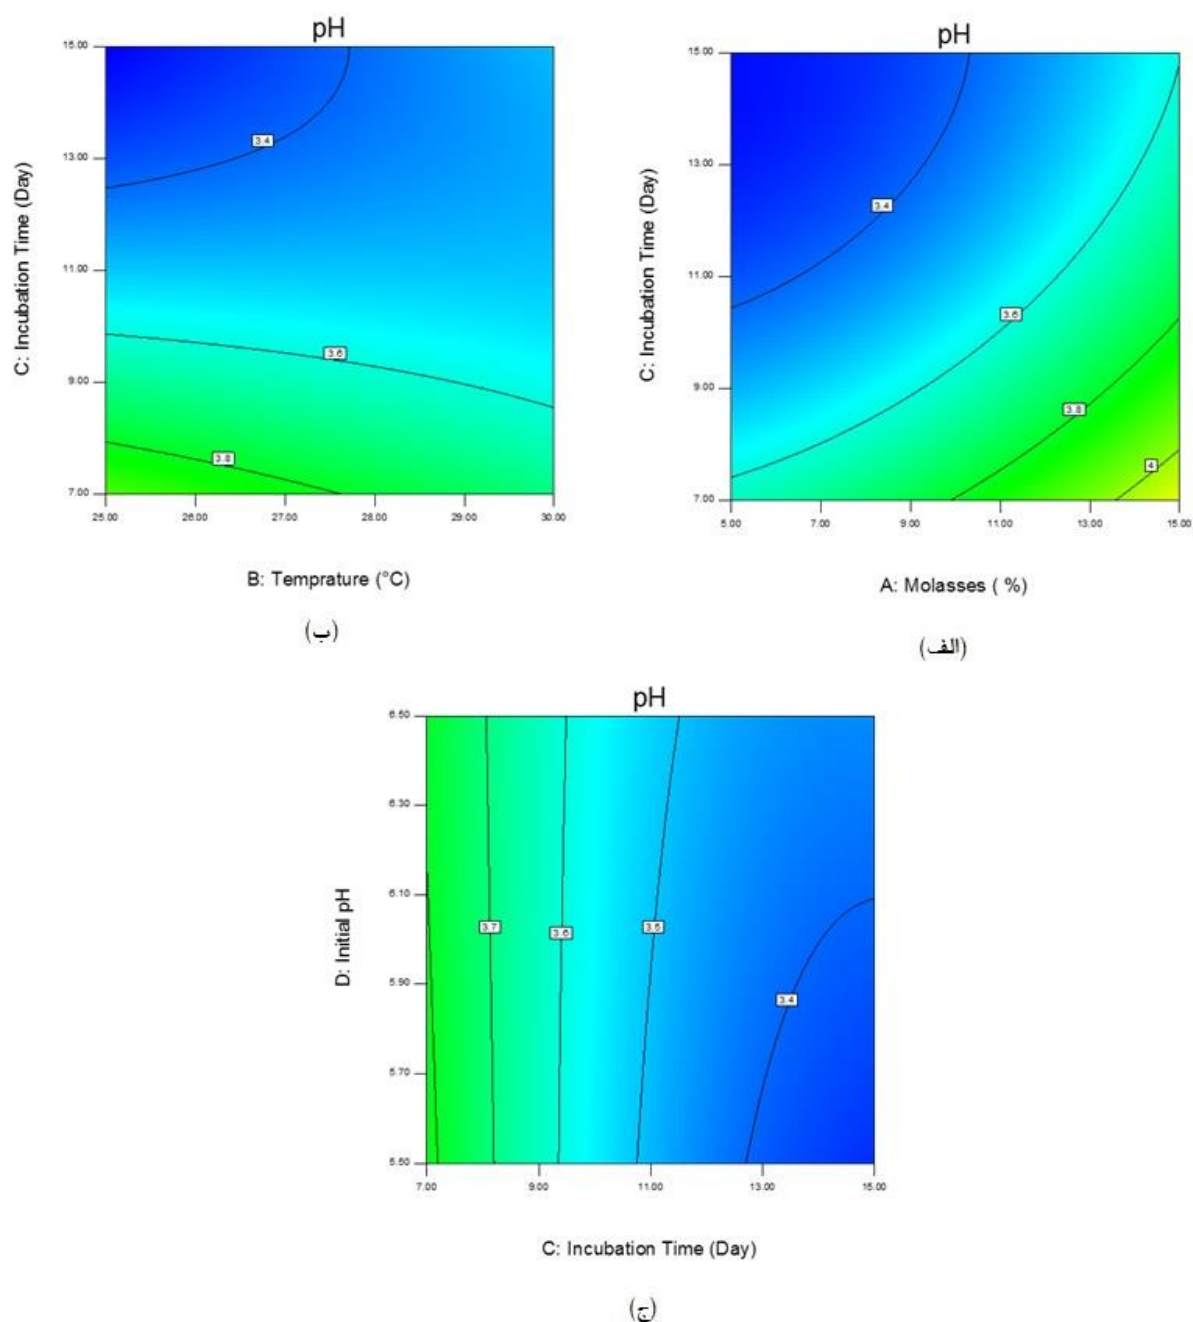 pH
15.00
13.00
11.00
9.00
7.00
C: Incubation Time (Day)
3.4
3.6
3.8
25.00 26.00 27.00 28.00 29.00 30.00
B: Temprature (°C)
(ب)
pH
15.00
13.00
11.00
9.00
7.00
C: Incubation Time (Day)
3.4
3.6
3.8
4
5.00 7.00 9.00 11.00 13.00 15.00
A: Molasses ( %)
(الف)
pH
6.50
6.30
6.10
5.90
5.70
5.50
D: Initial pH
3.7 3.6 3.5
3.4
7.00 9.00 11.00 13.00 15.00
C: Incubation Time (Day)
(ج)